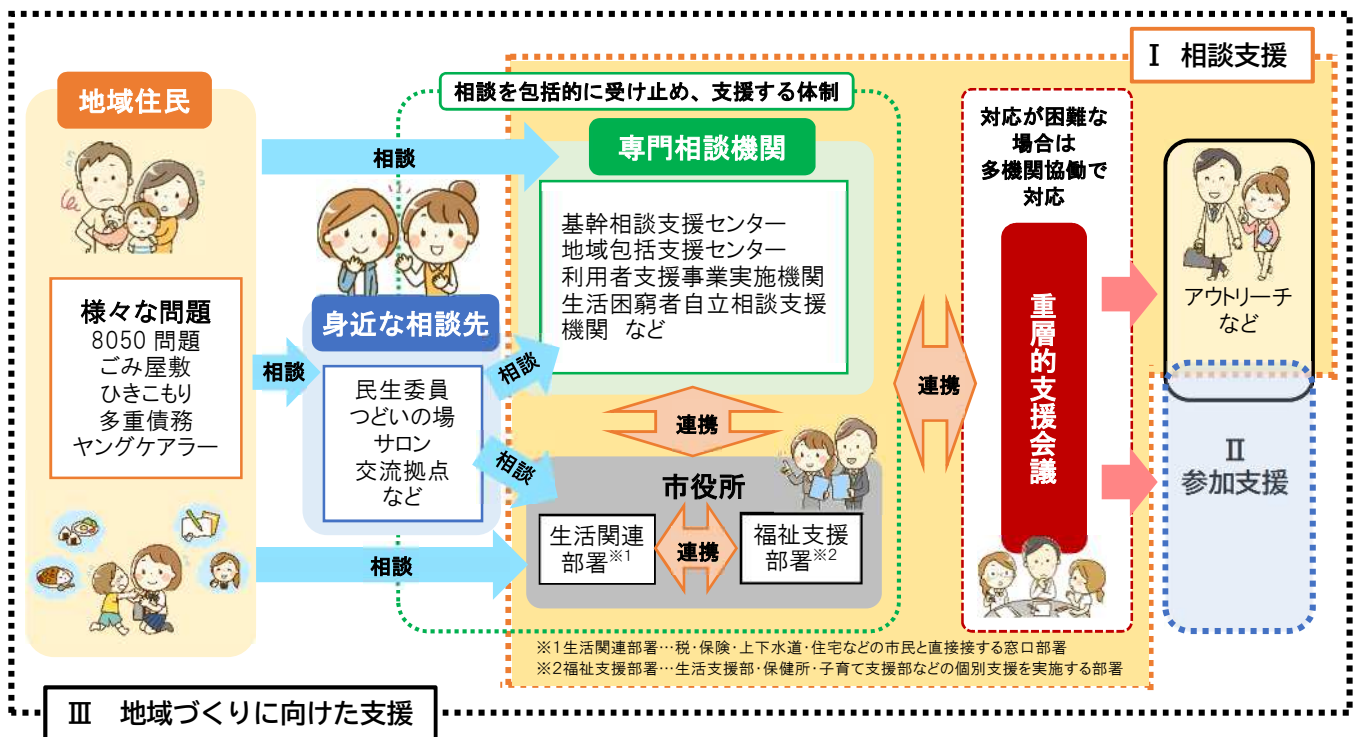 Ⅰ 相談支援
地域住民
様々な問題
8050 問題
ごみ屋敷
ひきこもり
多重債務
ヤングケアラー
相談
相談
相談
身近な相談先
民生委員
つどいの場
サロン
交流拠点
など
相談
相談
相談を包括的に受け止め、支援する体制
専門相談機関
基幹相談支援センター
地域包括支援センター
利用者支援事業実施機関
生活困窮者自立相談支援
機関 など
連携
市役所
生活関連
部署※1
連携
福祉支援
部署※2
連携
対応が困難な
場合は
多機関協働で
対応
重層的支援会議
アウトリーチ
など
Ⅱ
参加支援
※1生活関連部署…税・保険・上下水道・住宅などの市民と直接接する窓口部署
※2福祉支援部署…生活支援部・保健所・子育て支援部などの個別支援を実施する部署
Ⅲ 地域づくりに向けた支援